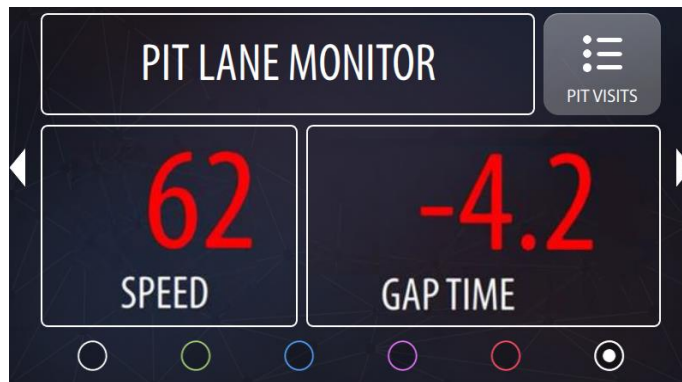 PIT LANE MONITOR
PIT VISITS
62
-4.2
SPEED
GAP TIME